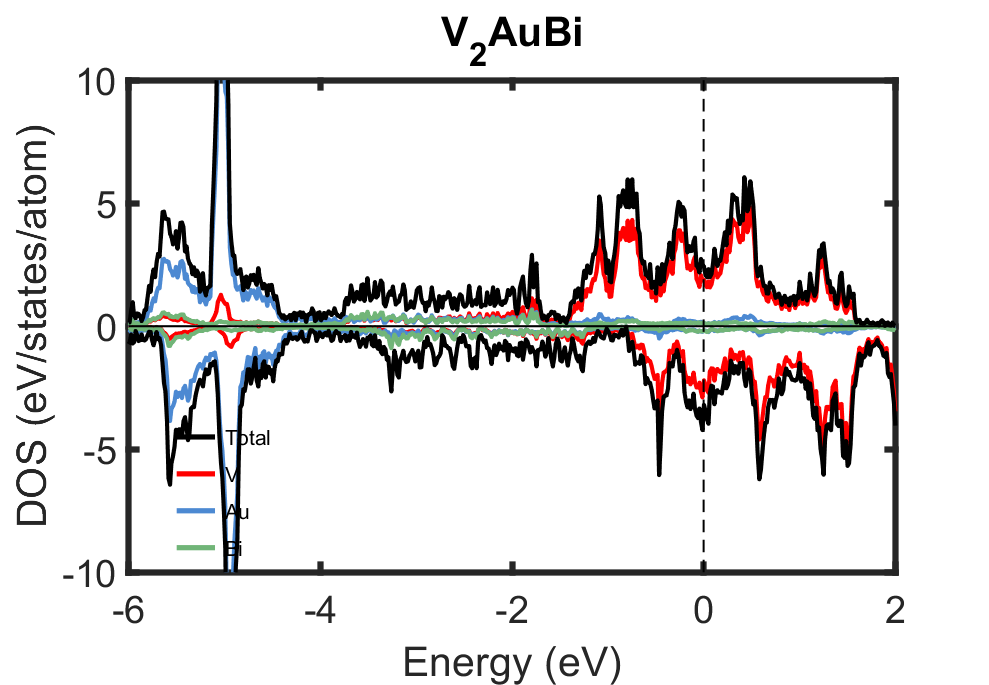 V₂AuBi
DOS (eV/states/atom)
10
5
0
-5
-10
Total
V
Au
Bi
-6 -4 -2 0 2
Energy (eV)